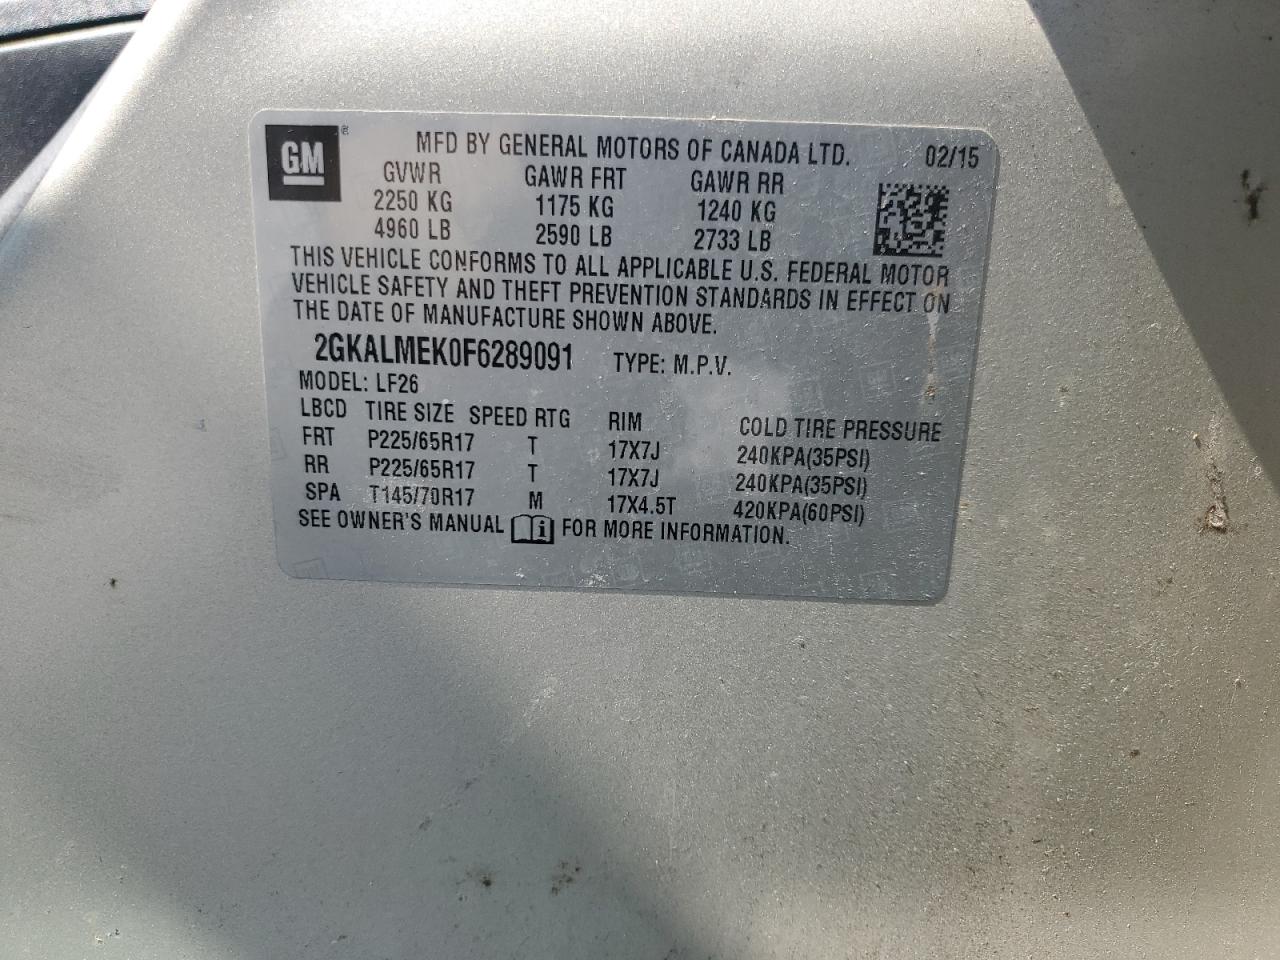 GM ® MFD BY GENERAL MOTORS OF CANADA LTD. 02/15
GVWR GAWR FRT GAWR RR
2250 KG 1175 KG 1240 KG
4960 LB 2590 LB 2733 LB
THIS VEHICLE CONFORMS TO ALL APPLICABLE U.S. FEDERAL MOTOR
VEHICLE SAFETY AND THEFT PREVENTION STANDARDS IN EFFECT ON
THE DATE OF MANUFACTURE SHOWN ABOVE.
2GKALMEK0F6289091 TYPE: M.P.V.
MODEL: LF26
LBCD TIRE SIZE SPEED RTG RIM COLD TIRE PRESSURE
FRT P225/65R17 T 17X7J 240KPA(35PSI)
RR P225/65R17 T 17X7J 240KPA(35PSI)
SPA T145/70R17 M 17X4.5T 420KPA(60PSI)
SEE OWNER'S MANUAL i FOR MORE INFORMATION.